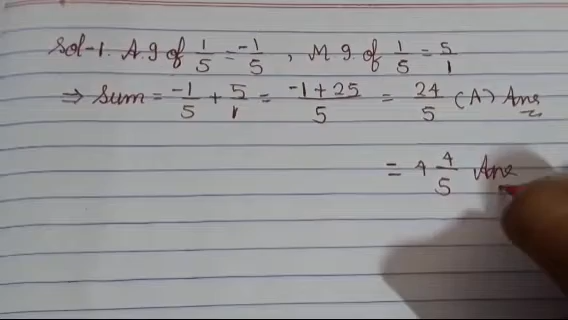 Sol-1. A.I of 1/5 = -1/5 , M I. of 1/5 = 5/1
⇒ Sum = -1/5 + 5/1 = -1+25/5 = 24/5 (A) Ans
= 4 4/5 Ans